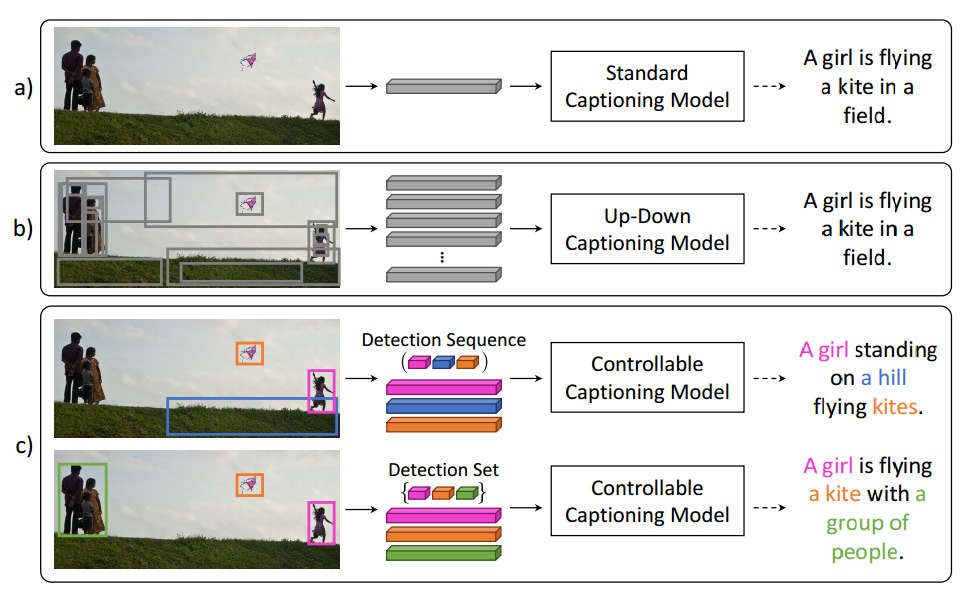 a)
Standard
Captioning Model
A girl is flying
a kite in a
field.
b)
...
Up-Down
Captioning Model
A girl is flying
a kite in a
field.
c)
Detection Sequence
( )
Controllable
Captioning Model
A girl standing
on a hill
flying kites.
Detection Set
{ }
Controllable
Captioning Model
A girl is flying
a kite with a
group of
people.